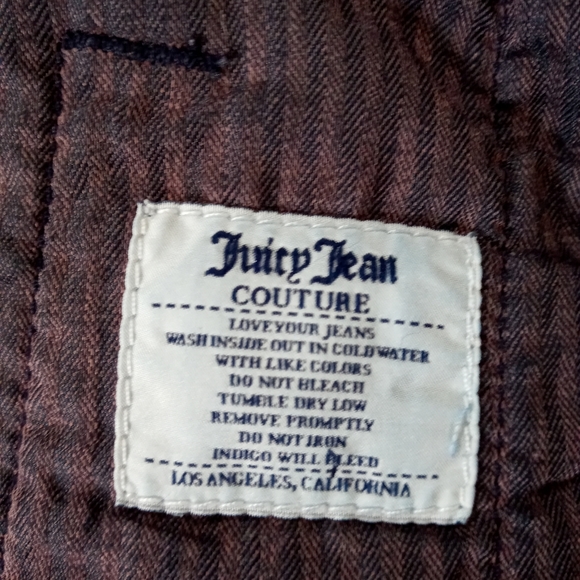 Juicy Jean
COUTURE
LOVE YOUR JEANS
WASH INSIDE OUT IN COLD WATER
WITH LIKE COLORS
DO NOT BLEACH
TUMBLE DRY LOW
REMOVE PROMPTLY
DO NOT IRON
INDIGO WILL BLEED
LOS ANGELES, CALIFORNIA